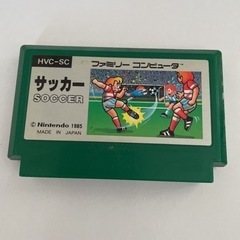 HVC-SC
ファミリー コンピュータ
サッカー
SOCCER
© Nintendo 1985
MADE IN JAPAN